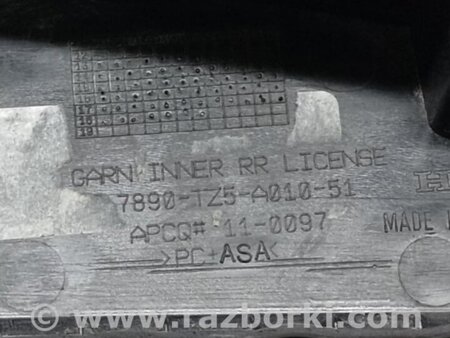 GARN INNER RR LICENSE
7890-TZ5-A010-51
APCQ# 11-0097
MADE
>PC+ASA<
www.razborki.com